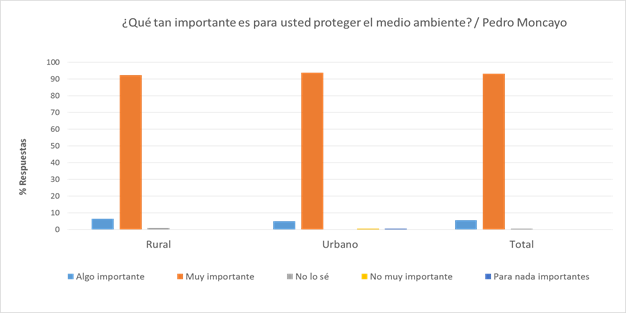 ¿Qué tan importante es para usted proteger el medio ambiente? / Pedro Moncayo
100
90
80
70
60
50
40
30
20
10
0
% Respuestas
Rural Urbano Total
Algo importante Muy importante No lo sé No muy importante Para nada importantes